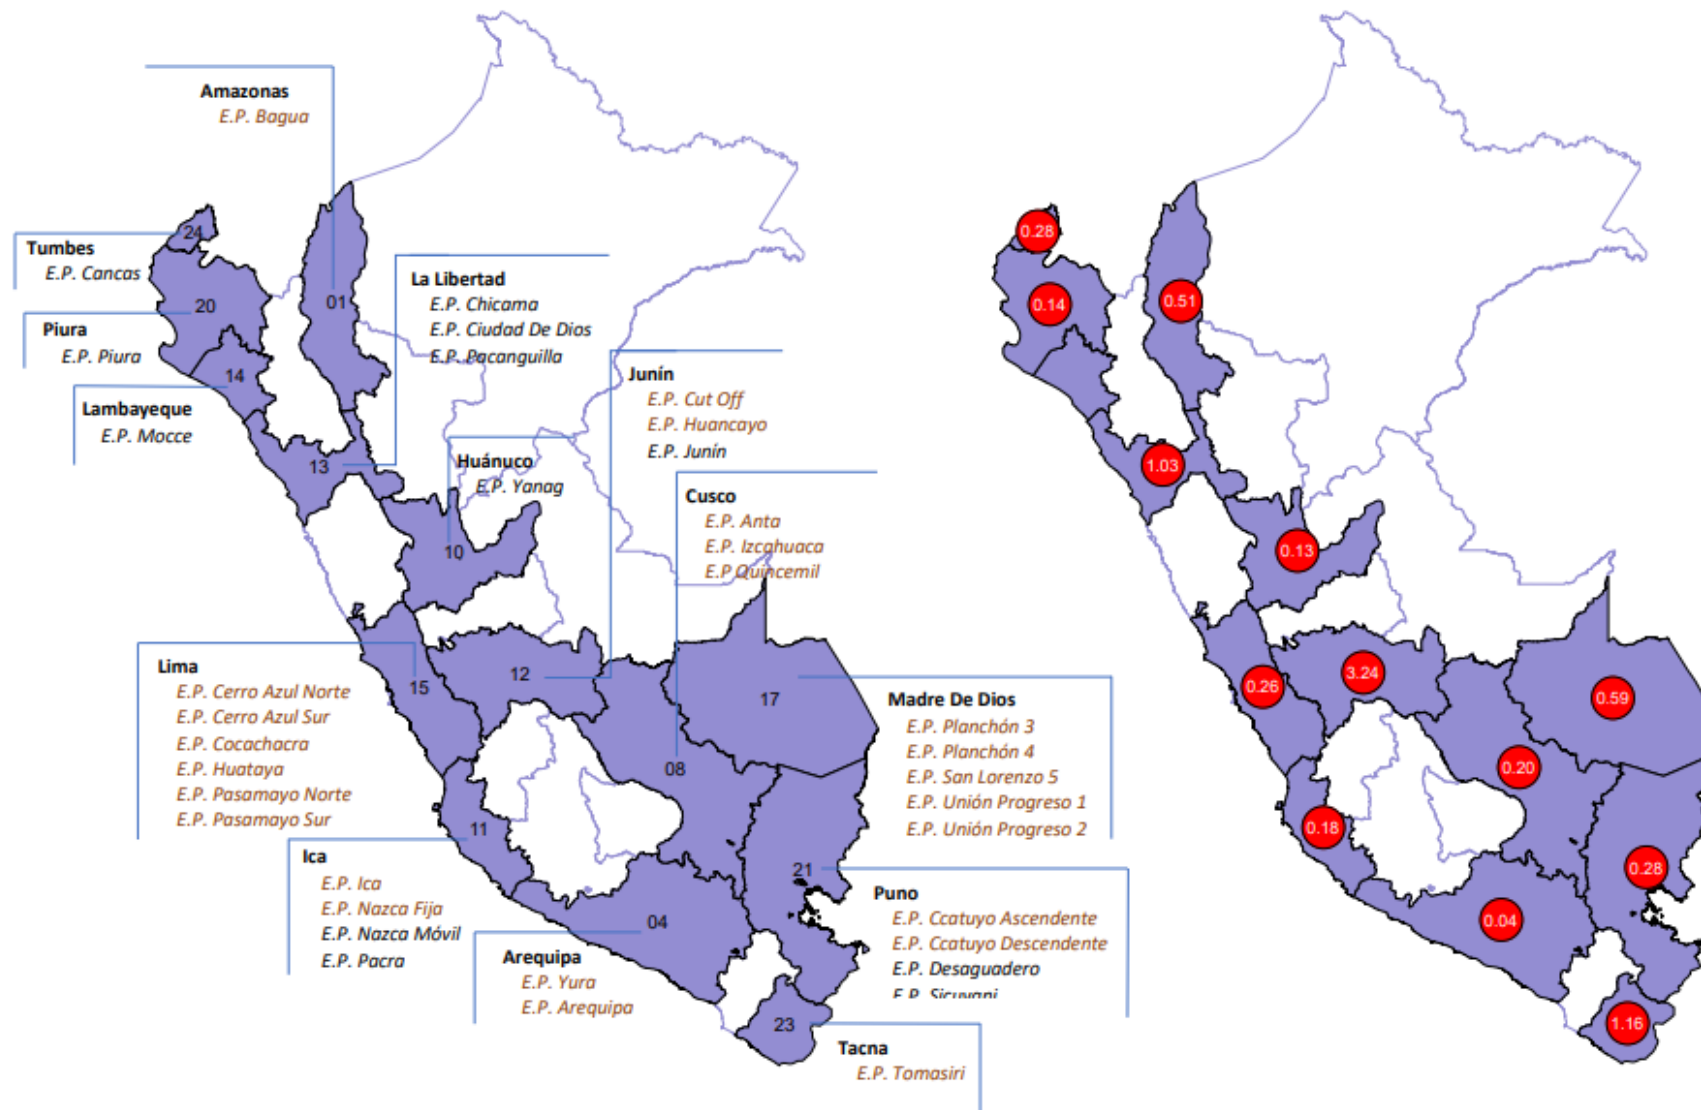 Amazonas
E.P. Bagua
24
Tumbes
E.P. Cancas
20
01
Piura
E.P. Piura
14
Lambayeque
E.P. Mocce
La Libertad
E.P. Chicama
E.P. Ciudad De Dios
E.P. Pacanguilla
13
Huánuco
E.P. Yanag
10
Junín
E.P. Cut Off
E.P. Huancayo
E.P. Junín
12
Cusco
E.P. Anta
E.P. Izcahuaca
E.P Quincemil
08
Lima
E.P. Cerro Azul Norte
E.P. Cerro Azul Sur
E.P. Cocachacra
E.P. Huataya
E.P. Pasamayo Norte
E.P. Pasamayo Sur
15
17
Madre De Dios
E.P. Planchón 3
E.P. Planchón 4
E.P. San Lorenzo 5
E.P. Unión Progreso 1
E.P. Unión Progreso 2
11
Ica
E.P. Ica
E.P. Nazca Fija
E.P. Nazca Móvil
E.P. Pacra
04
Arequipa
E.P. Yura
E.P. Arequipa
21
Puno
E.P. Ccatuyo Ascendente
E.P. Ccatuyo Descendente
E.P. Desaguadero
E.P. Sicuyani
23
Tacna
E.P. Tomasiri
0.28
0.14
0.51
1.03
0.13
0.26
3.24
0.59
0.20
0.18
0.28
0.04
1.16